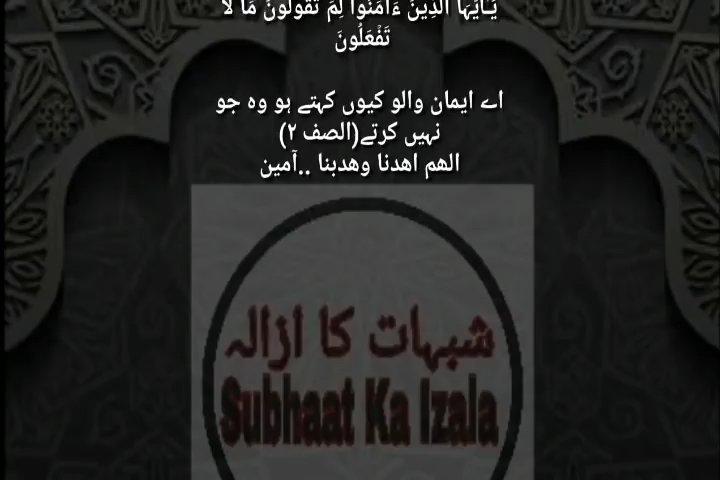 يَـٰٓأَيُّهَا ٱلَّذِينَ ءَامَنُوا۟ لِمَ تَقُولُونَ مَا لَا
تَفْعَلُونَ
اے ایمان والو کیوں کہتے ہو وہ جو
نہیں کرتے(الصف ۲)
الھم اھدنا وھدبنا ..آمین
شبہات کا ازالہ
Subhaat Ka Izala